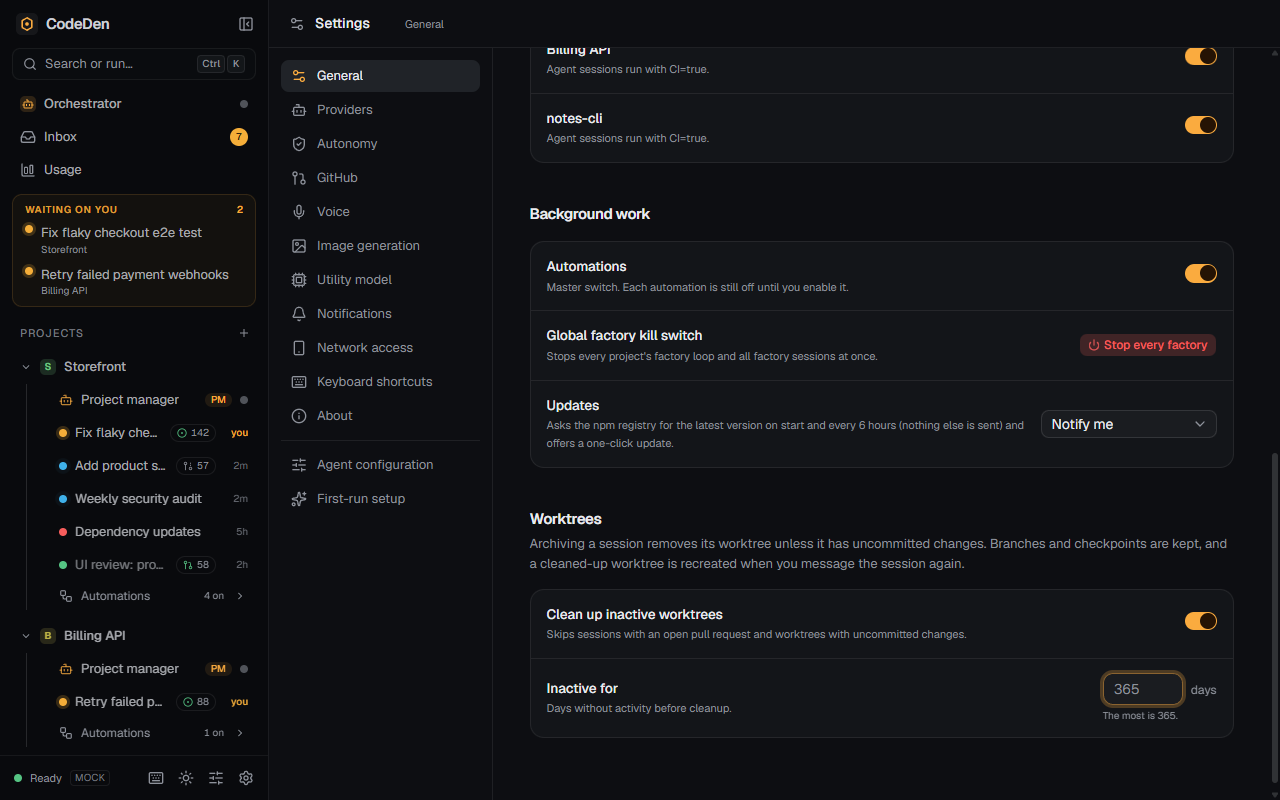 CodeDen
Search or run...
Ctrl K
Orchestrator
Inbox
7
Usage
WAITING ON YOU
2
Fix flaky checkout e2e test
Storefront
Retry failed payment webhooks
Billing API
PROJECTS
S Storefront
Project manager PM
Fix flaky che... 142 you
Add product s... 57 2m
Weekly security audit 2m
Dependency updates 5h
UI review: pro... 58 2h
Automations 4 on
B Billing API
Project manager PM
Retry failed p... 88 you
Automations 1 on
Ready MOCK
Settings
General
General
Providers
Autonomy
GitHub
Voice
Image generation
Utility model
Notifications
Network access
Keyboard shortcuts
About
Agent configuration
First-run setup
Billing API
Agent sessions run with CI=true.
notes-cli
Agent sessions run with CI=true.
Background work
Automations
Master switch. Each automation is still off until you enable it.
Global factory kill switch
Stops every project's factory loop and all factory sessions at once.
Stop every factory
Updates
Asks the npm registry for the latest version on start and every 6 hours (nothing else is sent) and
offers a one-click update.
Notify me
Worktrees
Archiving a session removes its worktree unless it has uncommitted changes. Branches and checkpoints are kept, and
a cleaned-up worktree is recreated when you message the session again.
Clean up inactive worktrees
Skips sessions with an open pull request and worktrees with uncommitted changes.
Inactive for
Days without activity before cleanup.
365 days
The most is 365.